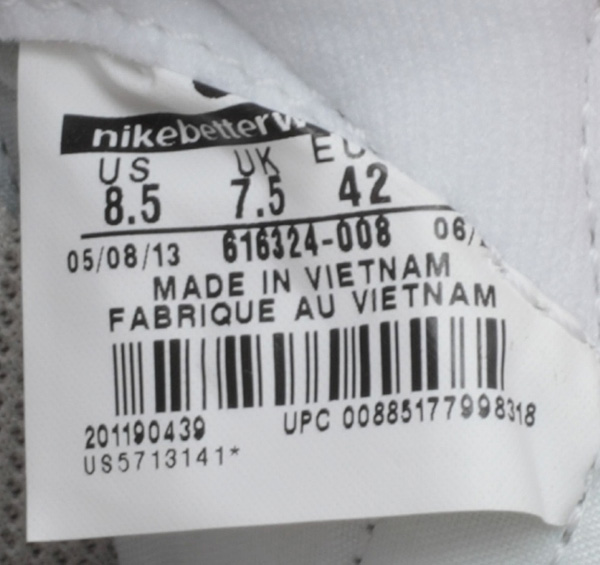 nikebetter
US UK EU
8.5 7.5 42
05/08/13 616324-008 06/
MADE IN VIETNAM
FABRIQUE AU VIETNAM
201190439 UPC 00885177998318
US5713141*